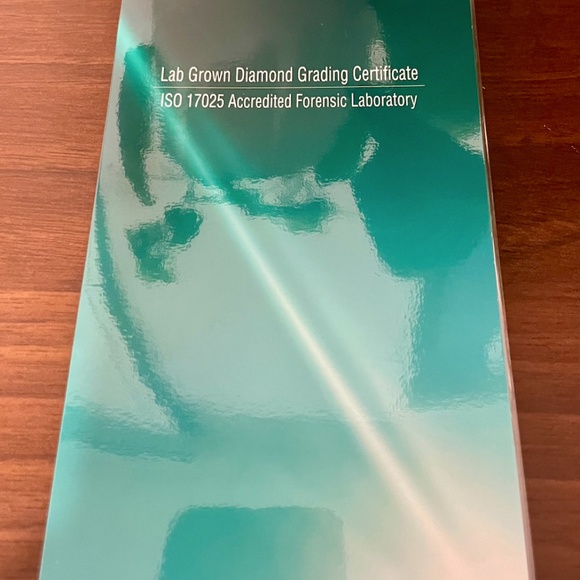 Lab Grown Diamond Grading Certificate
ISO 17025 Accredited Forensic Laboratory